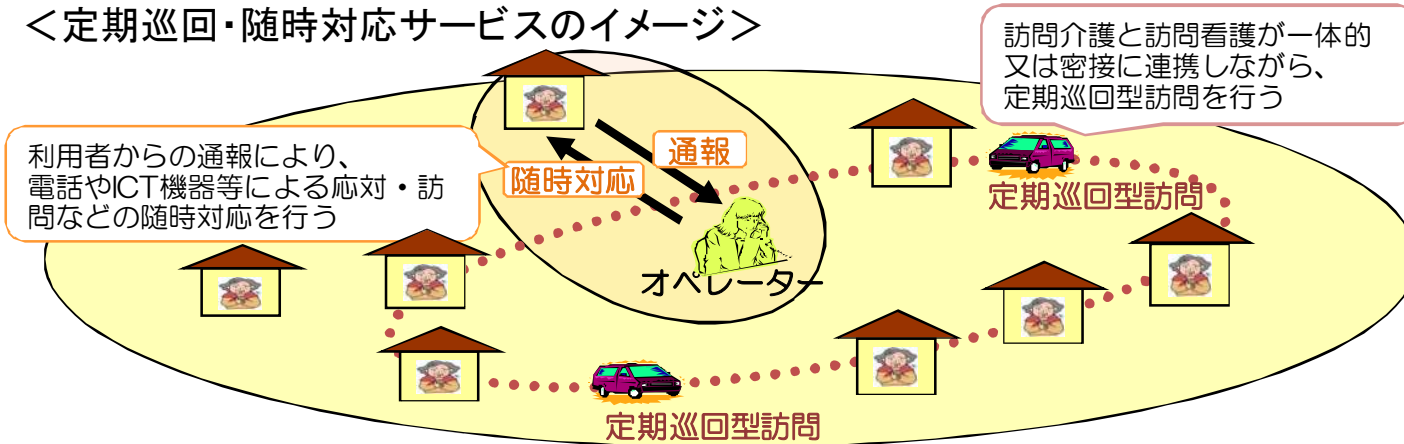 ＜定期巡回・随時対応サービスのイメージ＞
訪問介護と訪問看護が一体的
又は密接に連携しながら、
定期巡回型訪問を行う
利用者からの通報により、
電話やICT機器等による応対・訪
問などの随時対応を行う
通報
随時対応
定期巡回型訪問
オペレーター
定期巡回型訪問